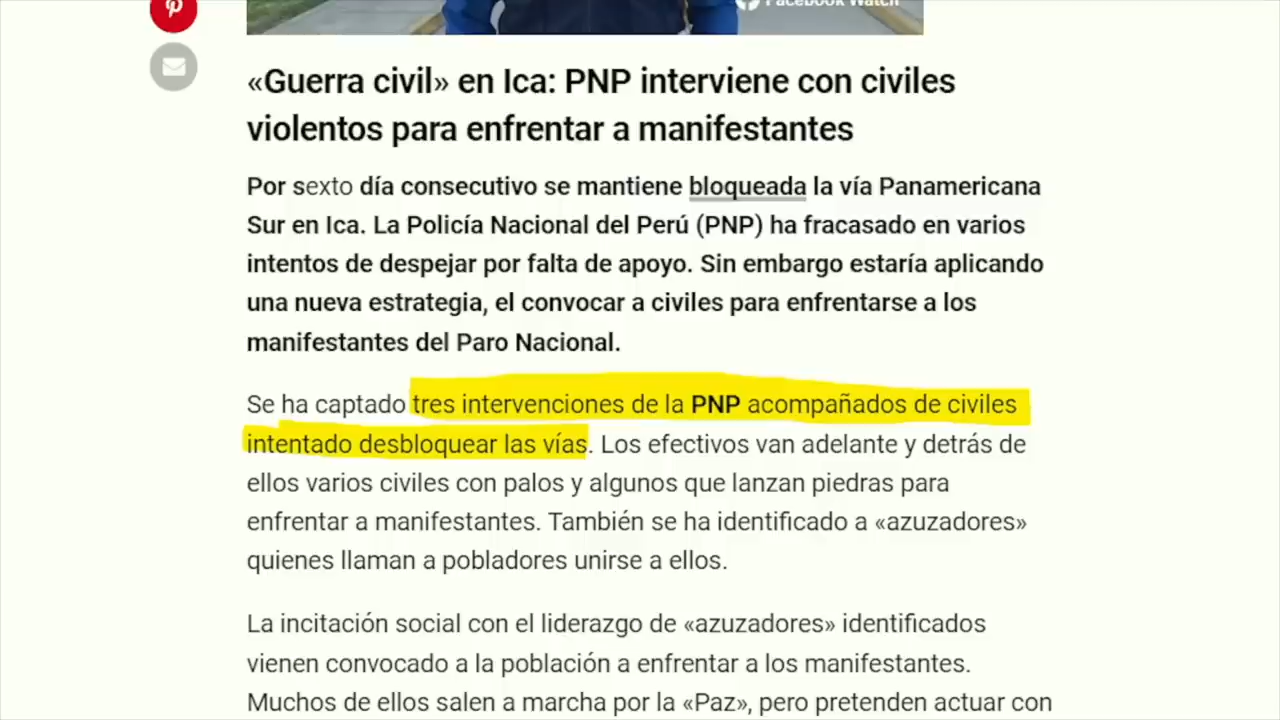 Facebook Watch
«Guerra civil» en Ica: PNP interviene con civiles
violentos para enfrentar a manifestantes
Por sexto día consecutivo se mantiene bloqueada la vía Panamericana
Sur en Ica. La Policía Nacional del Perú (PNP) ha fracasado en varios
intentos de despejar por falta de apoyo. Sin embargo estaría aplicando
una nueva estrategia, el convocar a civiles para enfrentarse a los
manifestantes del Paro Nacional.
Se ha captado tres intervenciones de la PNP acompañados de civiles
intentado desbloquear las vías. Los efectivos van adelante y detrás de
ellos varios civiles con palos y algunos que lanzan piedras para
enfrentar a manifestantes. También se ha identificado a «azuzadores»
quienes llaman a pobladores unirse a ellos.
La incitación social con el liderazgo de «azuzadores» identificados
vienen convocado a la población a enfrentar a los manifestantes.
Muchos de ellos salen a marcha por la «Paz», pero pretenden actuar con